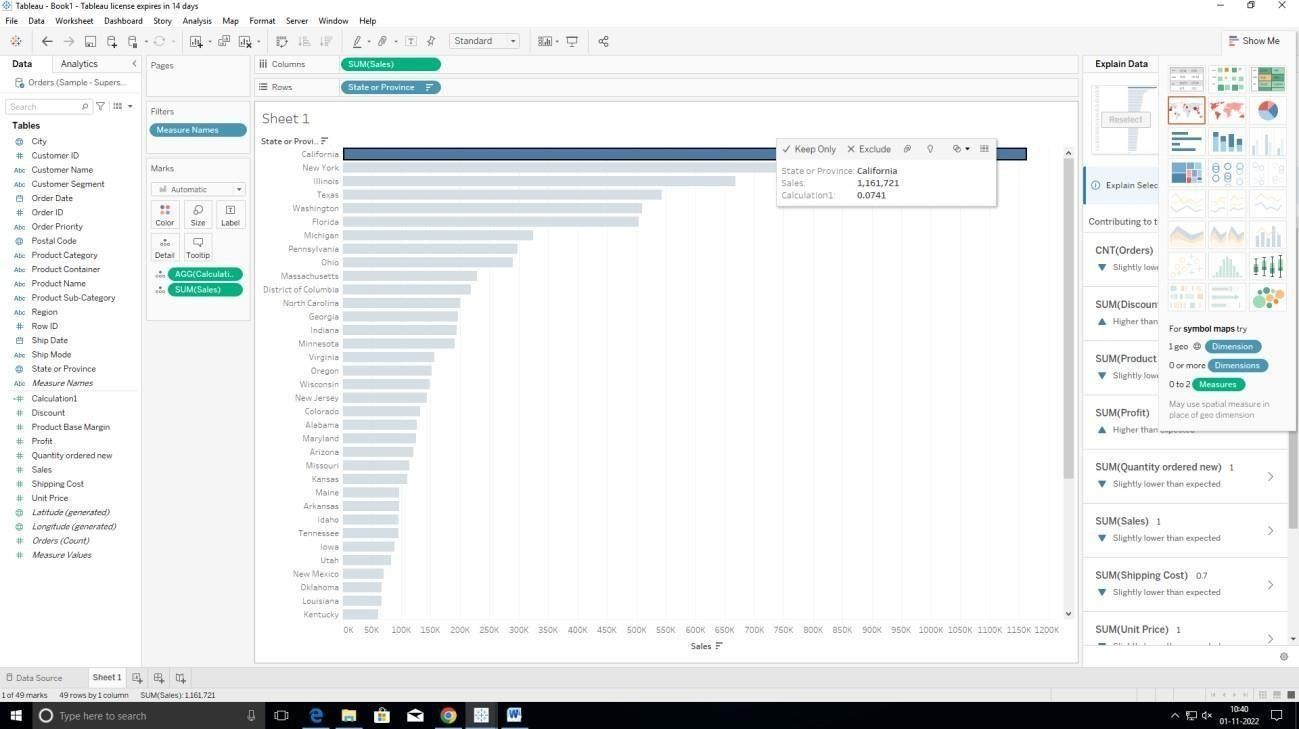 Tableau - Book1 - Tableau license expires in 14 days
File Data Worksheet Dashboard Story Analysis Map Format Server Window Help
Standard
Show Me
Data Analytics
Pages
Columns SUM(Sales)
Explain Data
Orders (Sample - Supers...
Rows State or Province
Search
Filters
Measure Names
Sheet 1
Reselect
Tables
City
Customer ID
Customer Name
Customer Segment
Order Date
Order ID
Order Priority
Postal Code
Product Category
Product Container
Product Name
Product Sub-Category
Region
Row ID
Ship Date
Ship Mode
State or Province
Measure Names
Calculation1
Discount
Product Base Margin
Profit
Quantity ordered new
Sales
Shipping Cost
Unit Price
Latitude (generated)
Longitude (generated)
Orders (Count)
Measure Values
Marks
Automatic
Color Size Label
Detail Tooltip
AGG(Calculati..
SUM(Sales)
State or Provi..
California
New York
Illinois
Texas
Washington
Florida
Michigan
Pennsylvania
Ohio
Massachusetts
District of Columbia
North Carolina
Georgia
Indiana
Minnesota
Virginia
Oregon
Wisconsin
New Jersey
Colorado
Alabama
Maryland
Arizona
Missouri
Kansas
Maine
Arkansas
Idaho
Tennessee
Iowa
Utah
New Mexico
Oklahoma
Louisiana
Kentucky
0K 50K 100K 150K 200K 250K 300K 350K 400K 450K 500K 550K 600K 650K 700K 750K 800K 850K 900K 950K 1000K 1050K 1100K 1150K 1200K
Sales
Keep Only Exclude
State or Province: California
Sales: 1,161,721
Calculation1: 0.0741
Explain Selec
Contributing to t
CNT(Orders)
Slightly lowe
SUM(Discoun
Higher than
SUM(Product
Slightly lowe
SUM(Profit)
Higher than expected
SUM(Quantity ordered new) 1
Slightly lower than expected
SUM(Sales) 1
Slightly lower than expected
SUM(Shipping Cost) 0.7
Slightly lower than expected
SUM(Unit Price) 1
For symbol maps try
1 geo Dimension
0 or more Dimensions
0 to 2 Measures
May use spatial measure in
place of geo dimension
Data Source Sheet 1
1 of 49 marks 49 rows by 1 column SUM(Sales): 1,161,721
Type here to search
10:40
01-11-2022